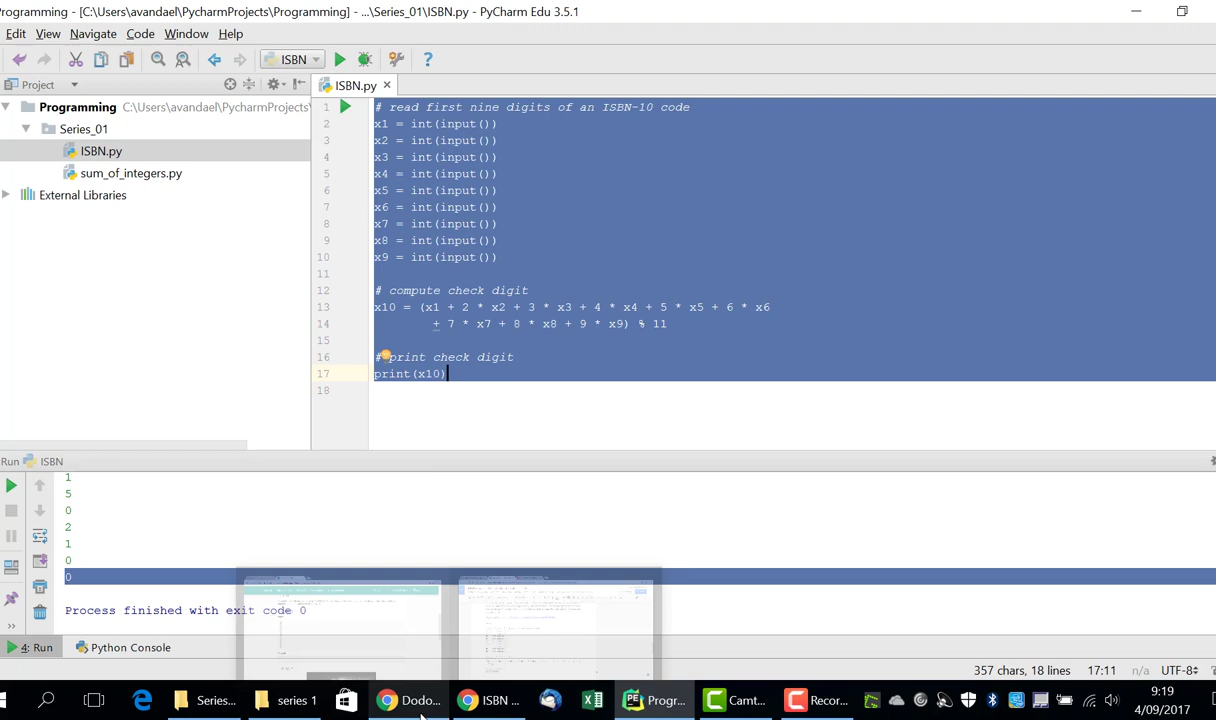 Programming - [C:\Users\avandael\PycharmProjects\Programming] - ...\Series_01\ISBN.py - PyCharm Edu 3.5.1
Edit View Navigate Code Window Help
ISBN
Project
ISBN.py
Programming C:\Users\avandael\PycharmProjects\
Series_01
ISBN.py
sum_of_integers.py
External Libraries
1 # read first nine digits of an ISBN-10 code
2 x1 = int(input())
3 x2 = int(input())
4 x3 = int(input())
5 x4 = int(input())
6 x5 = int(input())
7 x6 = int(input())
8 x7 = int(input())
9 x8 = int(input())
10 x9 = int(input())
11
12 # compute check digit
13 x10 = (x1 + 2 * x2 + 3 * x3 + 4 * x4 + 5 * x5 + 6 * x6
14 + 7 * x7 + 8 * x8 + 9 * x9) % 11
15
16 # print check digit
17 print(x10)
18
Run ISBN
1
5
0
2
1
0
0
Process finished with exit code 0
4: Run Python Console
357 chars, 18 lines 17:11 n/a UTF-8
Series... series 1 Dodo... ISBN ... Progr... Camt... Recor...
9:19
4/09/2017